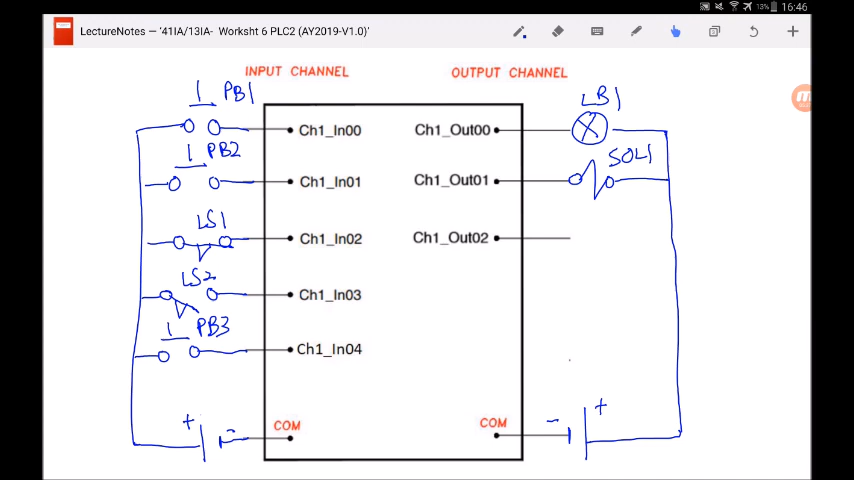 13% 16:46
LectureNotes — '41IA/13IA- Worksht 6 PLC2 (AY2019-V1.0)'
INPUT CHANNEL
OUTPUT CHANNEL
PB1
Ch1_In00
PB2
Ch1_In01
LS1
Ch1_In02
LS2
Ch1_In03
PB3
Ch1_In04
+
-
COM
LB1
Ch1_Out00
SOL1
Ch1_Out01
Ch1_Out02
COM
-
+